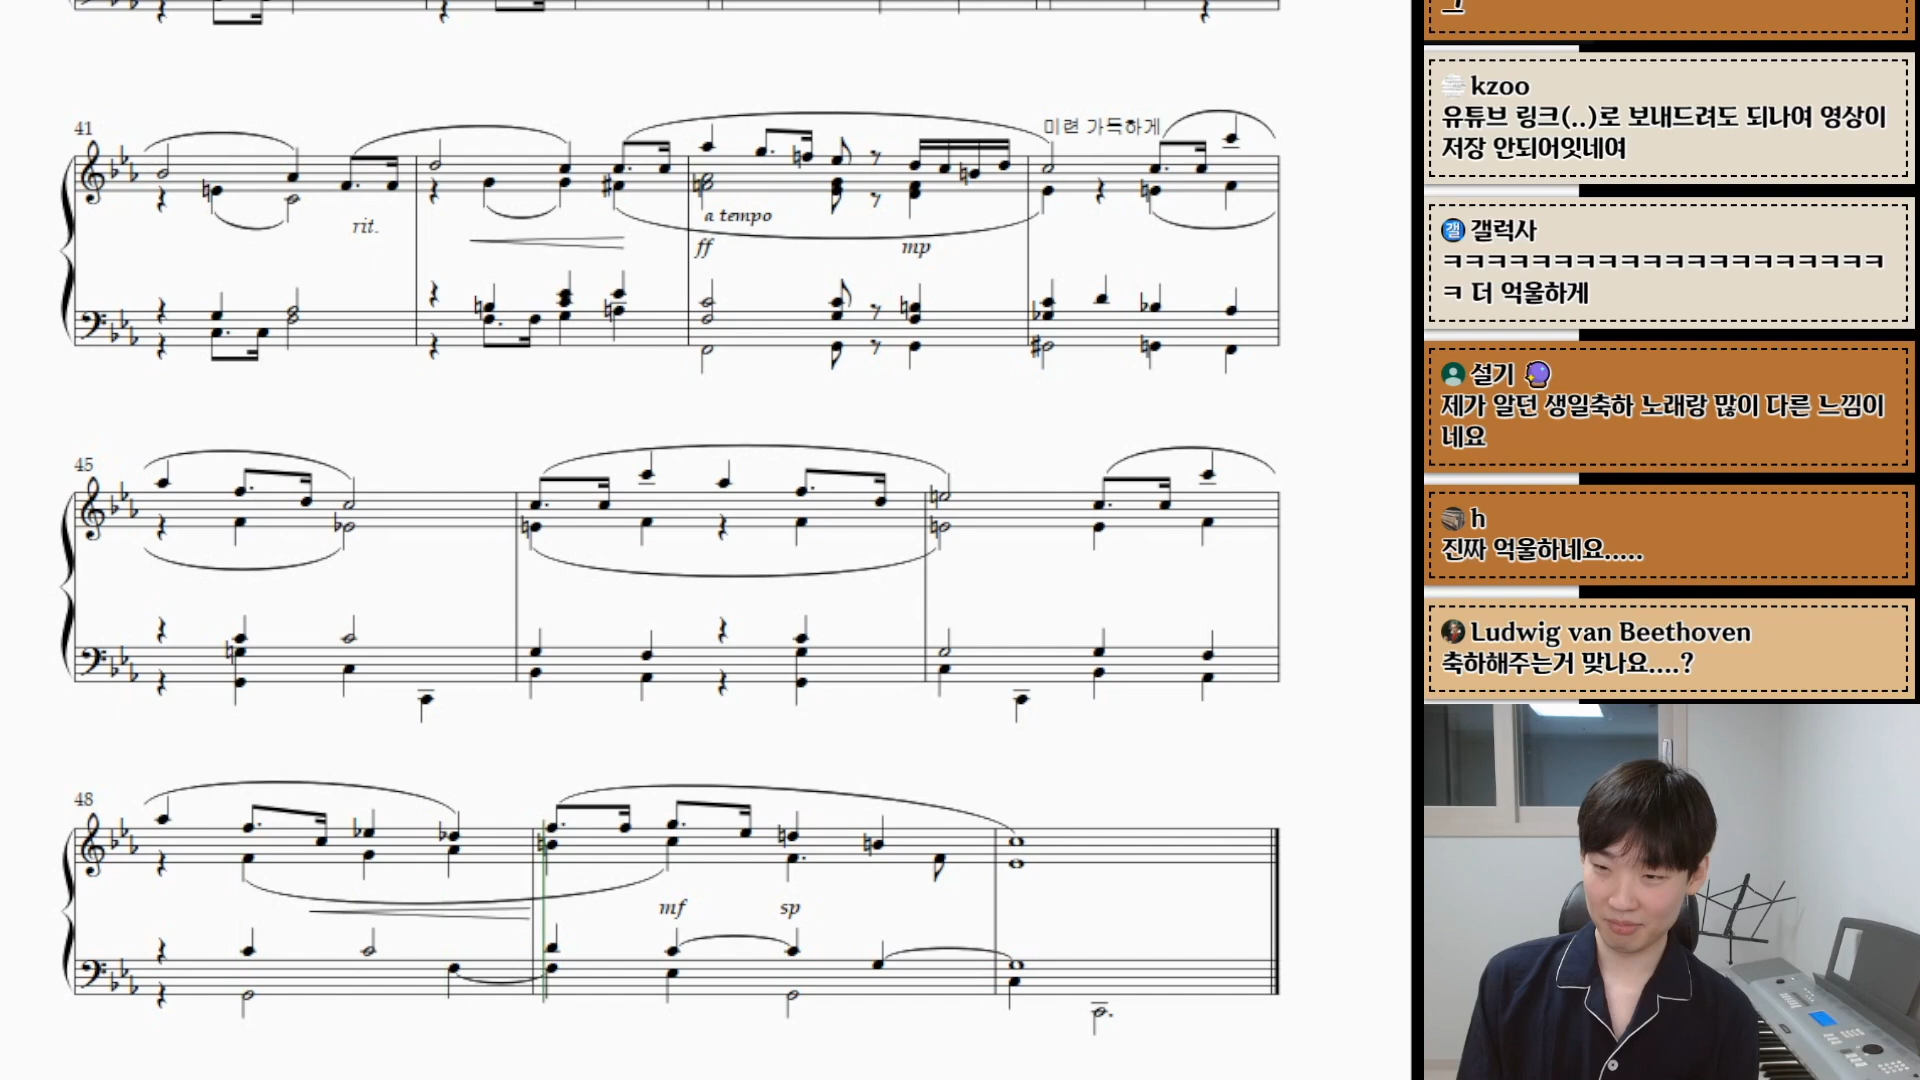 41
rit.
a tempo
ff
mp
미련 가득하게
45
48
mf
sp
kzoo
유튜브 링크(..)로 보내드려도 되나여 영상이
저장 안되어잇네여
갤 갤럭사
ㅋㅋㅋㅋㅋㅋㅋㅋㅋㅋㅋㅋㅋㅋㅋㅋㅋㅋㅋㅋ
ㅋ 더 억울하게
설기
제가 알던 생일축하 노래랑 많이 다른 느낌이
네요
h
진짜 억울하네요.....
Ludwig van Beethoven
축하해주는거 맞나요....?